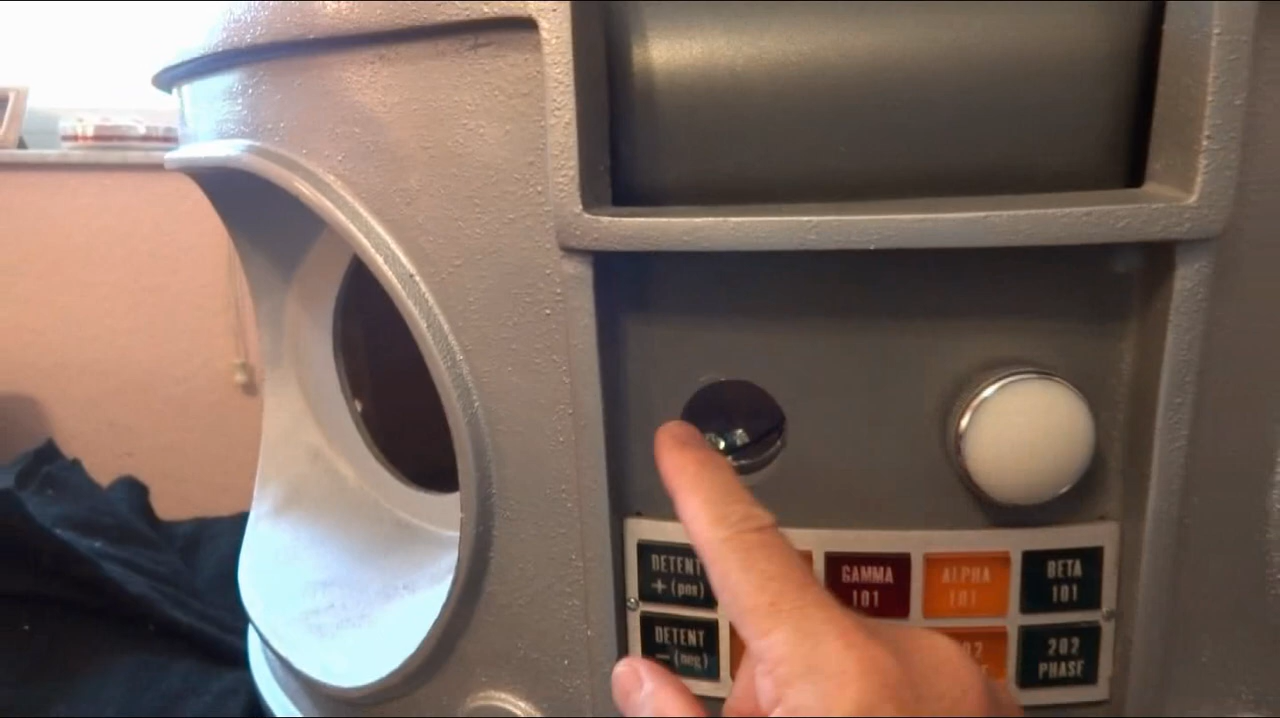 DETENT
+ (pos)
GAMMA
101
ALPHA
101
BETA
101
DETENT
- (neg)
202
PHASE